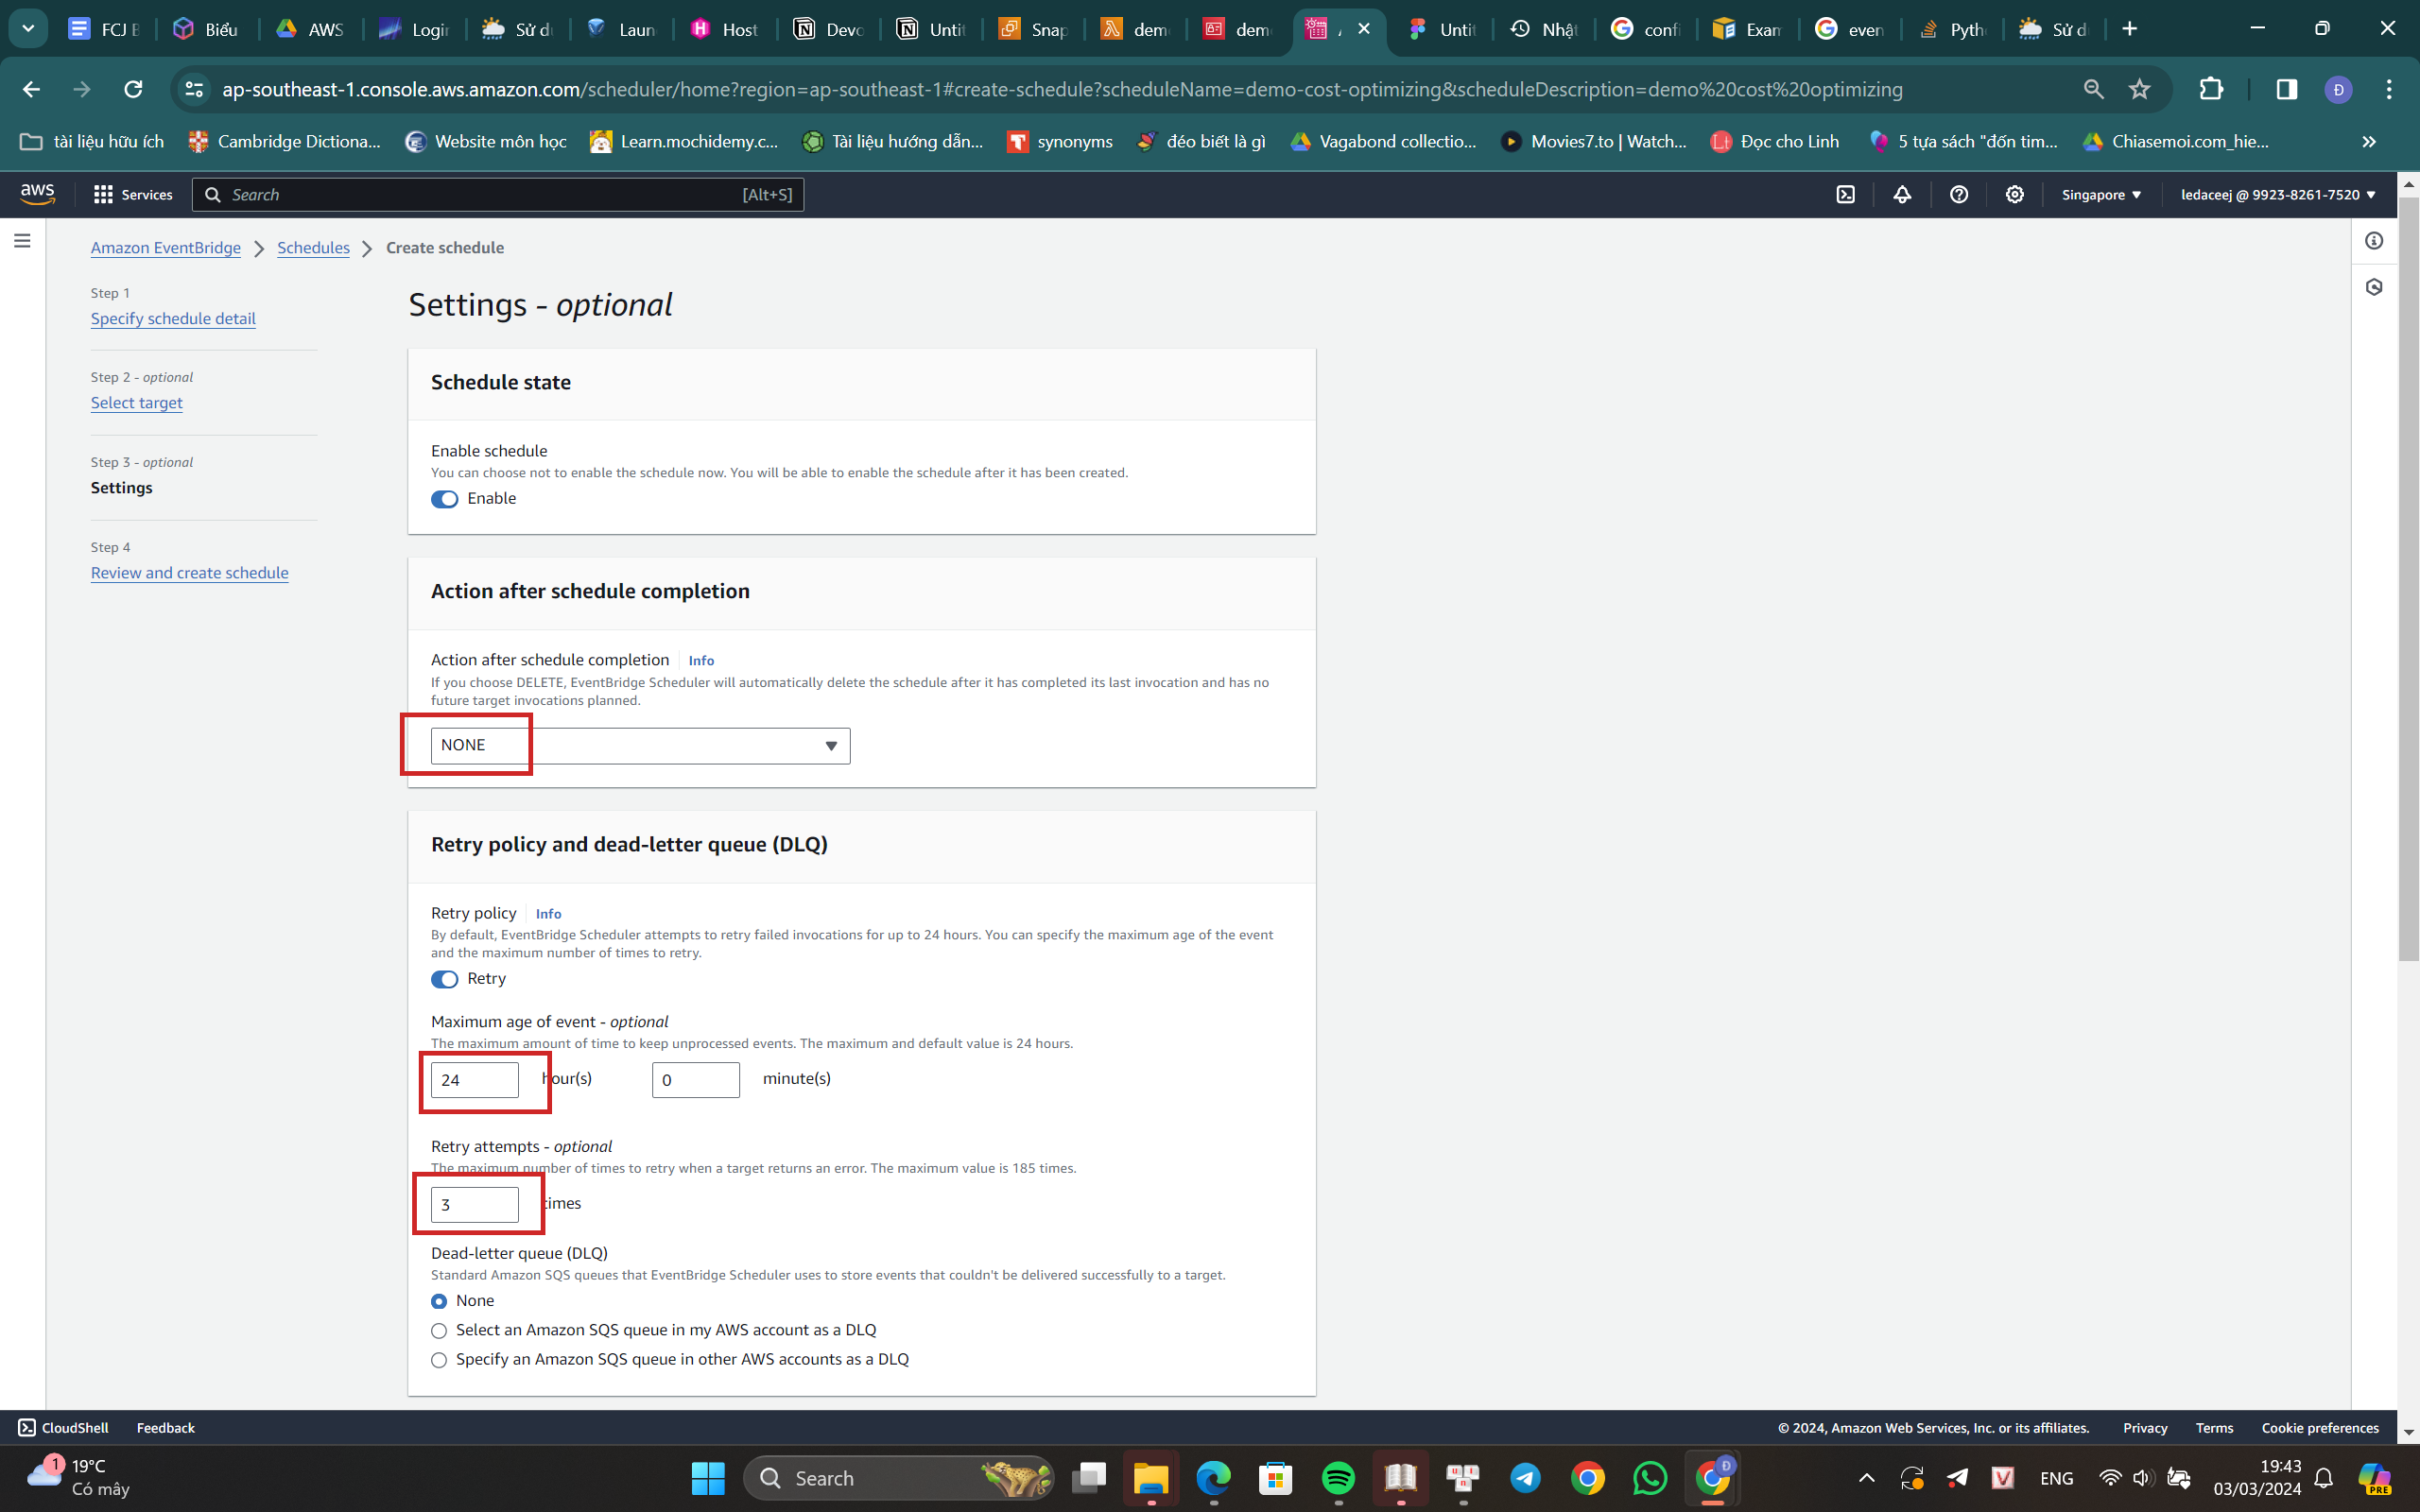 FCJ B
Biểu
AWS
Login
Sử dụ
Laun
Host
Devo
Untit
Snap
dem
dem
Untit
Nhật
confi
Exam
even
Pyth
Sử d
ap-southeast-1.console.aws.amazon.com/scheduler/home?region=ap-southeast-1#create-schedule?scheduleName=demo-cost-optimizing&scheduleDescription=demo%20cost%20optimizing
tài liệu hữu ích
Cambridge Dictiona...
Website môn học
Learn.mochidemy.c...
Tài liệu hướng dẫn...
synonyms
đéo biết là gì
Vagabond collectio...
Movies7.to | Watch...
Đọc cho Linh
5 tựa sách "đốn tim...
Chiasemoi.com_hie...
aws
Services
Search [Alt+S]
Singapore
ledaceej @ 9923-8261-7520
Amazon EventBridge
Schedules
Create schedule
Step 1
Specify schedule detail
Step 2 - optional
Select target
Step 3 - optional
Settings
Step 4
Review and create schedule
Settings - optional
Schedule state
Enable schedule
You can choose not to enable the schedule now. You will be able to enable the schedule after it has been created.
Enable
Action after schedule completion
Action after schedule completion Info
If you choose DELETE, EventBridge Scheduler will automatically delete the schedule after it has completed its last invocation and has no
future target invocations planned.
NONE
Retry policy and dead-letter queue (DLQ)
Retry policy Info
By default, EventBridge Scheduler attempts to retry failed invocations for up to 24 hours. You can specify the maximum age of the event
and the maximum number of times to retry.
Retry
Maximum age of event - optional
The maximum amount of time to keep unprocessed events. The maximum and default value is 24 hours.
24 hour(s) 0 minute(s)
Retry attempts - optional
The maximum number of times to retry when a target returns an error. The maximum value is 185 times.
3 times
Dead-letter queue (DLQ)
Standard Amazon SQS queues that EventBridge Scheduler uses to store events that couldn't be delivered successfully to a target.
None
Select an Amazon SQS queue in my AWS account as a DLQ
Specify an Amazon SQS queue in other AWS accounts as a DLQ
CloudShell
Feedback
© 2024, Amazon Web Services, Inc. or its affiliates.
Privacy
Terms
Cookie preferences
1
19°C
Có mây
Search
ENG
19:43
03/03/2024
PRE